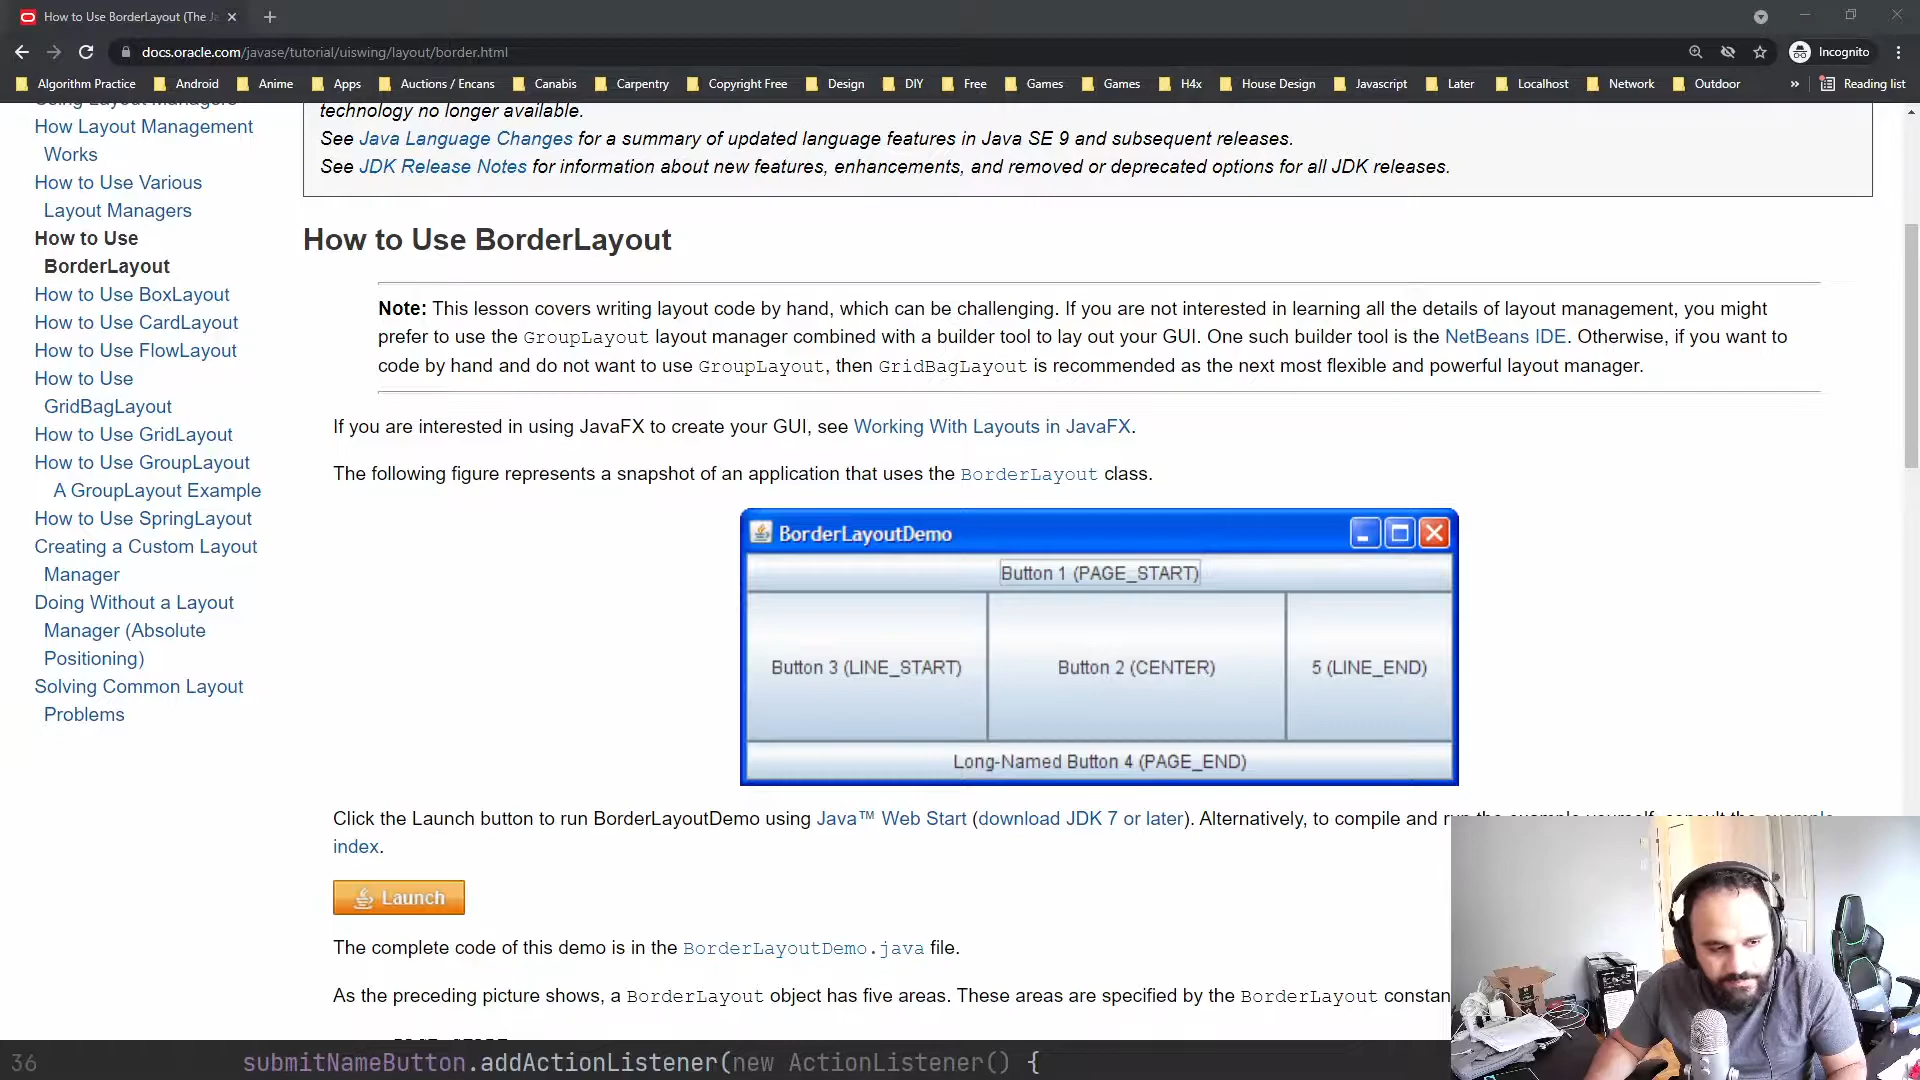 How to Use BorderLayout (The Ja
docs.oracle.com/javase/tutorial/uiswing/layout/border.html
Incognito
Algorithm Practice Android Anime Apps Auctions / Encans Canabis Carpentry Copyright Free Design DIY Free Games Games H4x House Design Javascript Later Localhost Network Outdoor » Reading list
Using Layout Managers
How Layout Management
Works
How to Use Various
Layout Managers
How to Use
BorderLayout
How to Use BoxLayout
How to Use CardLayout
How to Use FlowLayout
How to Use
GridBagLayout
How to Use GridLayout
How to Use GroupLayout
A GroupLayout Example
How to Use SpringLayout
Creating a Custom Layout
Manager
Doing Without a Layout
Manager (Absolute
Positioning)
Solving Common Layout
Problems
technology no longer available.
See Java Language Changes for a summary of updated language features in Java SE 9 and subsequent releases.
See JDK Release Notes for information about new features, enhancements, and removed or deprecated options for all JDK releases.
How to Use BorderLayout
Note: This lesson covers writing layout code by hand, which can be challenging. If you are not interested in learning all the details of layout management, you might
prefer to use the GroupLayout layout manager combined with a builder tool to lay out your GUI. One such builder tool is the NetBeans IDE. Otherwise, if you want to
code by hand and do not want to use GroupLayout, then GridBagLayout is recommended as the next most flexible and powerful layout manager.
If you are interested in using JavaFX to create your GUI, see Working With Layouts in JavaFX.
The following figure represents a snapshot of an application that uses the BorderLayout class.
BorderLayoutDemo
Button 1 (PAGE_START)
Button 3 (LINE_START) Button 2 (CENTER) 5 (LINE_END)
Long-Named Button 4 (PAGE_END)
Click the Launch button to run BorderLayoutDemo using Java™ Web Start (download JDK 7 or later). Alternatively, to compile and run the example yourself, consult the example
index.
Launch
The complete code of this demo is in the BorderLayoutDemo.java file.
As the preceding picture shows, a BorderLayout object has five areas. These areas are specified by the BorderLayout constan
36 submitNameButton.addActionListener(new ActionListener() {